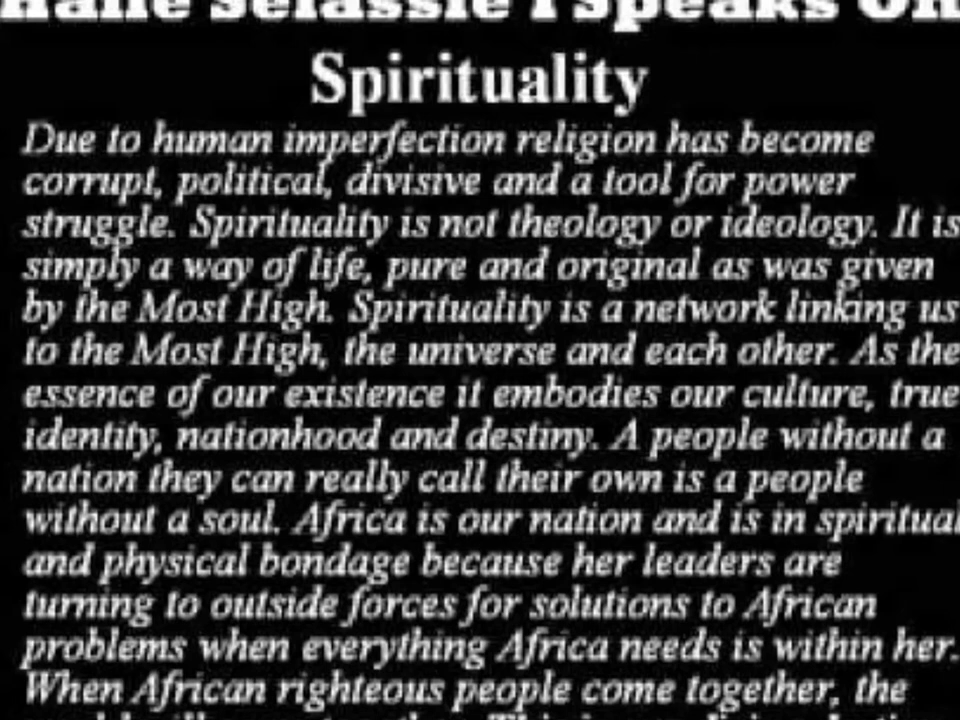 Haile Selassie I Speaks On
Spirituality
Due to human imperfection religion has become
corrupt, political, divisive and a tool for power
struggle. Spirituality is not theology or ideology. It is
simply a way of life, pure and original as was given
by the Most High. Spirituality is a network linking us
to the Most High, the universe and each other. As the
essence of our existence it embodies our culture, true
identity, nationhood and destiny. A people without a
nation they can really call their own is a people
without a soul. Africa is our nation and is in spiritual
and physical bondage because her leaders are
turning to outside forces for solutions to African
problems when everything Africa needs is within her.
When African righteous people come together, the